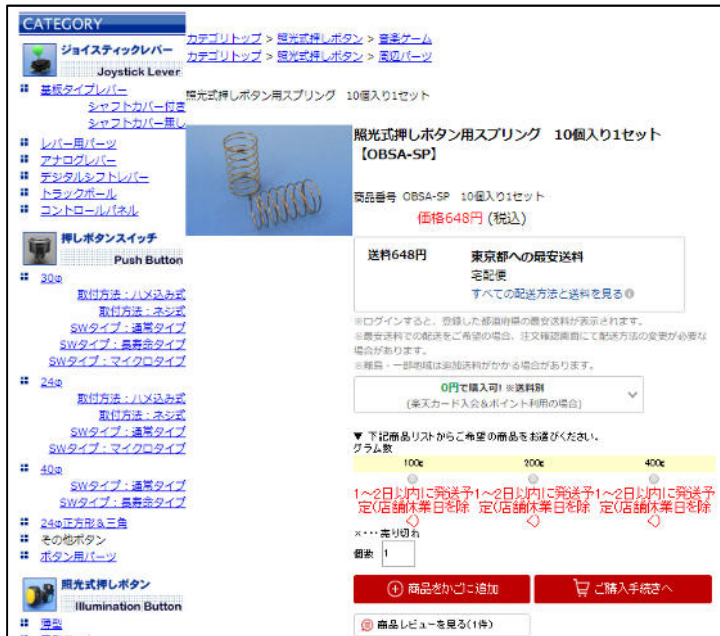 CATEGORY
ジョイスティックレバー
Joystick Lever
基板タイプレバー
シャフトカバー付き
シャフトカバー無し
レバー用パーツ
アナログレバー
デジタルシフトレバー
トラックボール
コントロールパネル
押しボタンスイッチ
Push Button
30φ
取付方法：ハメ込み式
取付方法：ネジ式
SWタイプ：通常タイプ
SWタイプ：長寿命タイプ
SWタイプ：マイクロタイプ
24φ
取付方法：ハメ込み式
取付方法：ネジ式
SWタイプ：通常タイプ
SWタイプ：マイクロタイプ
40φ
SWタイプ：通常タイプ
SWタイプ：長寿命タイプ
24φ正方形&三角
その他ボタン
ボタン用パーツ
照光式押しボタン
Illumination Button
薄型
カテゴリトップ > 照光式押しボタン > 音楽ゲーム
カテゴリトップ > 照光式押しボタン > 周辺パーツ
照光式押しボタン用スプリング 10個入り1セット
照光式押しボタン用スプリング 10個入り1セット
【OBSA-SP】
商品番号 OBSA-SP 10個入り1セット
価格648円 (税込)
送料648円 東京都への最安送料
宅配便
すべての配送方法と送料を見る
※ログインすると、登録した都道府県の最安送料が表示されます。
※最安送料での配送をご希望の場合、注文確認画面にて配送方法の変更が必要な
場合があります。
※離島・一部地域は追加送料がかかる場合があります。
0円で購入可! ※送料別
(楽天カード入会&ポイント利用の場合)
▼ 下記商品リストからご希望の商品をお選びください。
グラム数
100g 200g 400g
1～2日以内に発送予定(店舗休業日を除く) 1～2日以内に発送予定(店舗休業日を除く) 1～2日以内に発送予定(店舗休業日を除く)
×・・・売り切れ
個数 1
商品をかごに追加 ご購入手続きへ
商品レビューを見る(1件)